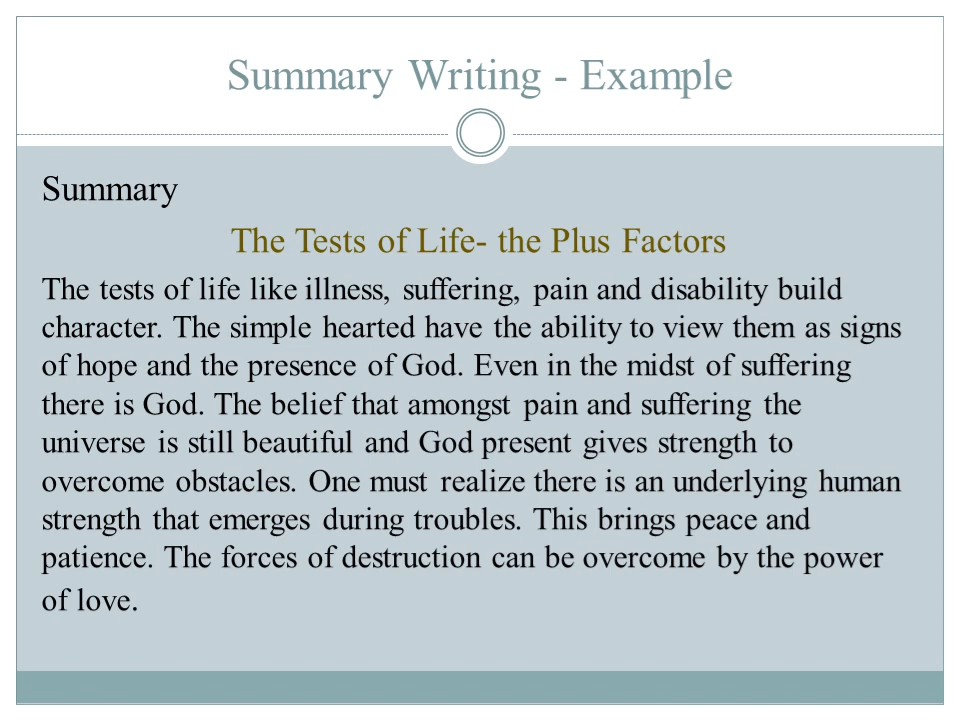 Summary Writing - Example
Summary
The Tests of Life- the Plus Factors
The tests of life like illness, suffering, pain and disability build
character. The simple hearted have the ability to view them as signs
of hope and the presence of God. Even in the midst of suffering
there is God. The belief that amongst pain and suffering the
universe is still beautiful and God present gives strength to
overcome obstacles. One must realize there is an underlying human
strength that emerges during troubles. This brings peace and
patience. The forces of destruction can be overcome by the power
of love.